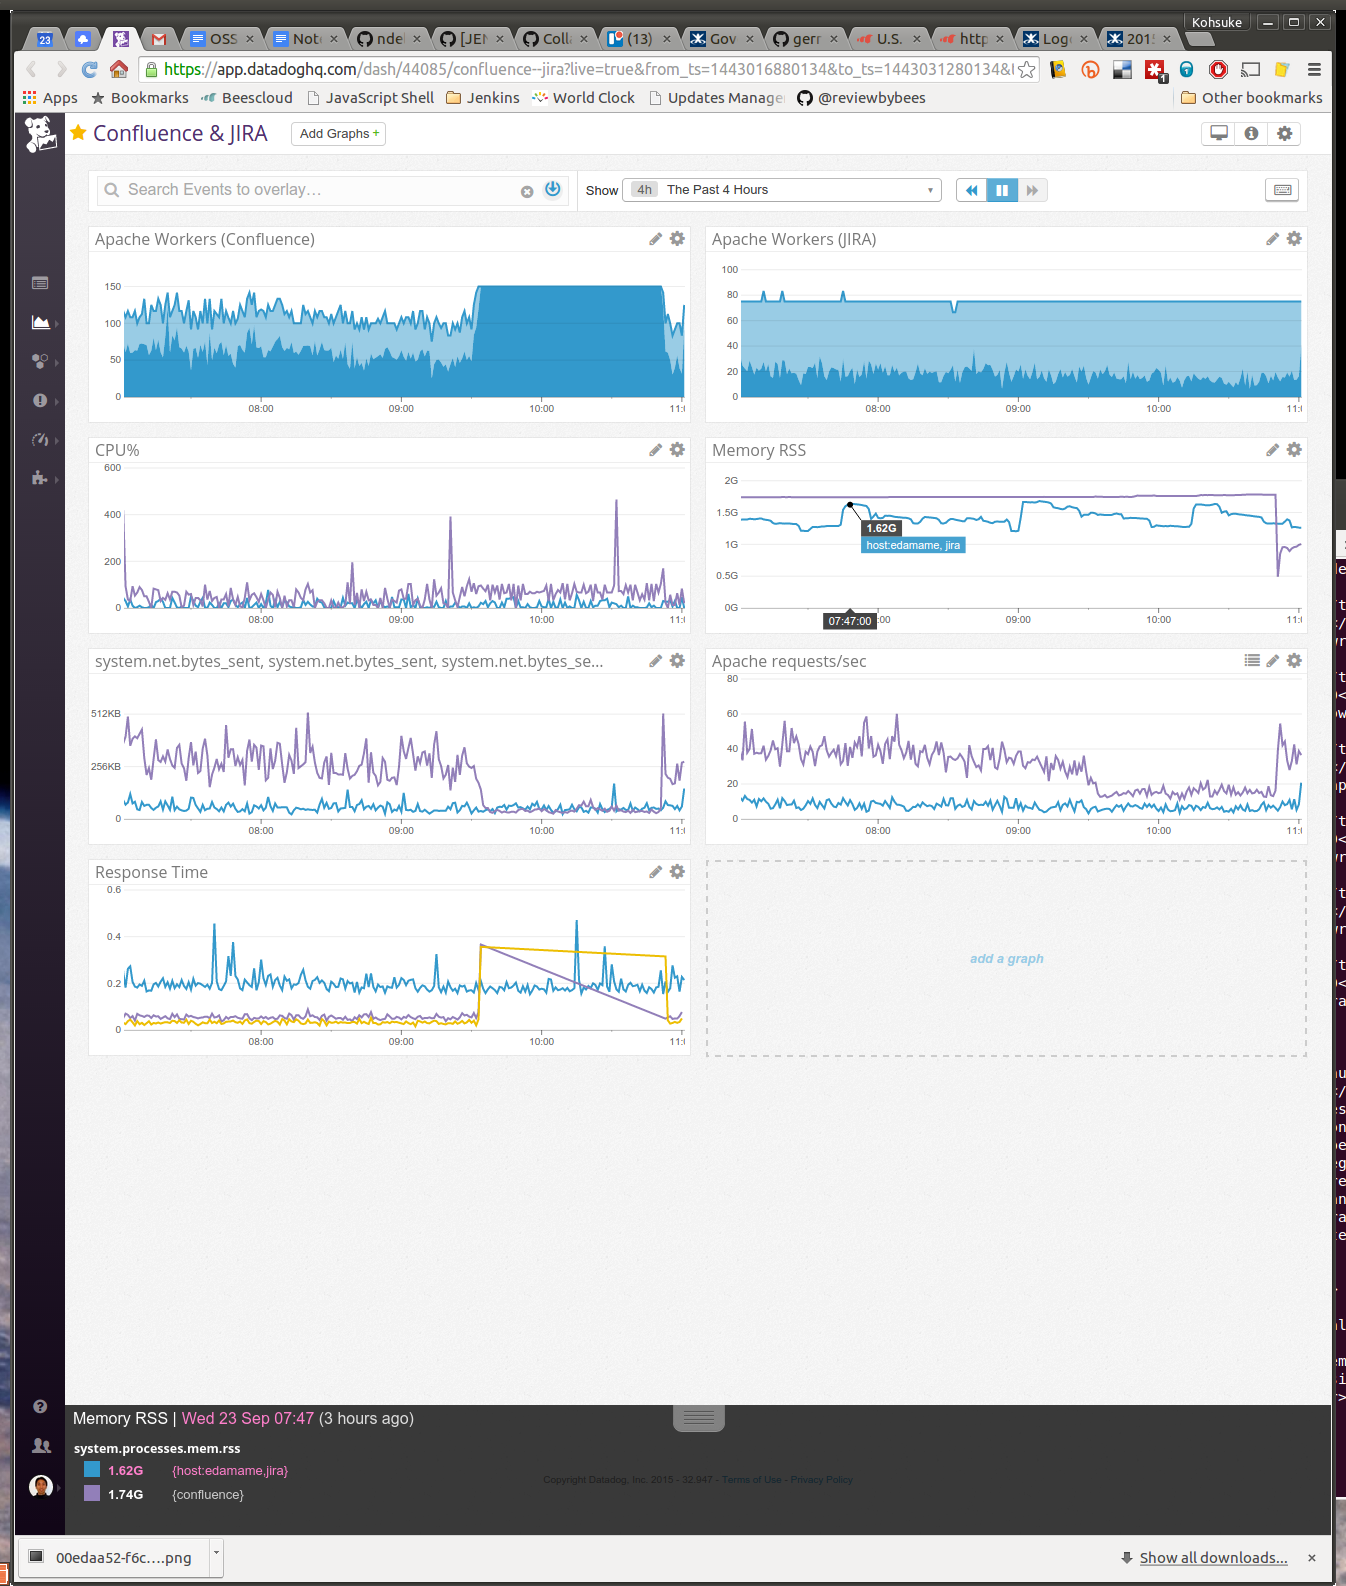 Kohsuke
23 OSS Note nde [JEN Colla (13) Gov gerr U.S. http Log 201
https://app.datadoghq.com/dash/44085/confluence--jira?live=true&from_ts=1443016880134&to_ts=1443031280134&
Apps Bookmarks Beescloud JavaScript Shell Jenkins World Clock Updates Manage @reviewbybees Other bookmarks
Confluence & JIRA Add Graphs +
Search Events to overlay... Show 4h The Past 4 Hours
Apache Workers (Confluence)
150
100
50
0
08:00 09:00 10:00 11:
Apache Workers (JIRA)
100
80
60
40
20
0
08:00 09:00 10:00 11:
CPU%
600
400
200
0
08:00 09:00 10:00 11:
Memory RSS
2G
1.5G
1G
0.5G
0G
1.62G
host:edamame, jira
07:47:00 :00 09:00 10:00 11:
system.net.bytes_sent, system.net.bytes_sent, system.net.bytes_se...
512KB
256KB
0
08:00 09:00 10:00 11:
Apache requests/sec
80
60
40
20
0
08:00 09:00 10:00 11:
Response Time
0.6
0.4
0.2
0
08:00 09:00 10:00 11:
add a graph
Memory RSS | Wed 23 Sep 07:47 (3 hours ago)
system.processes.mem.rss
1.62G {host:edamame,jira}
1.74G {confluence}
Copyright Datadog, Inc. 2015 - 32.947 - Terms of Use - Privacy Policy
00edaa52-f6c....png Show all downloads...